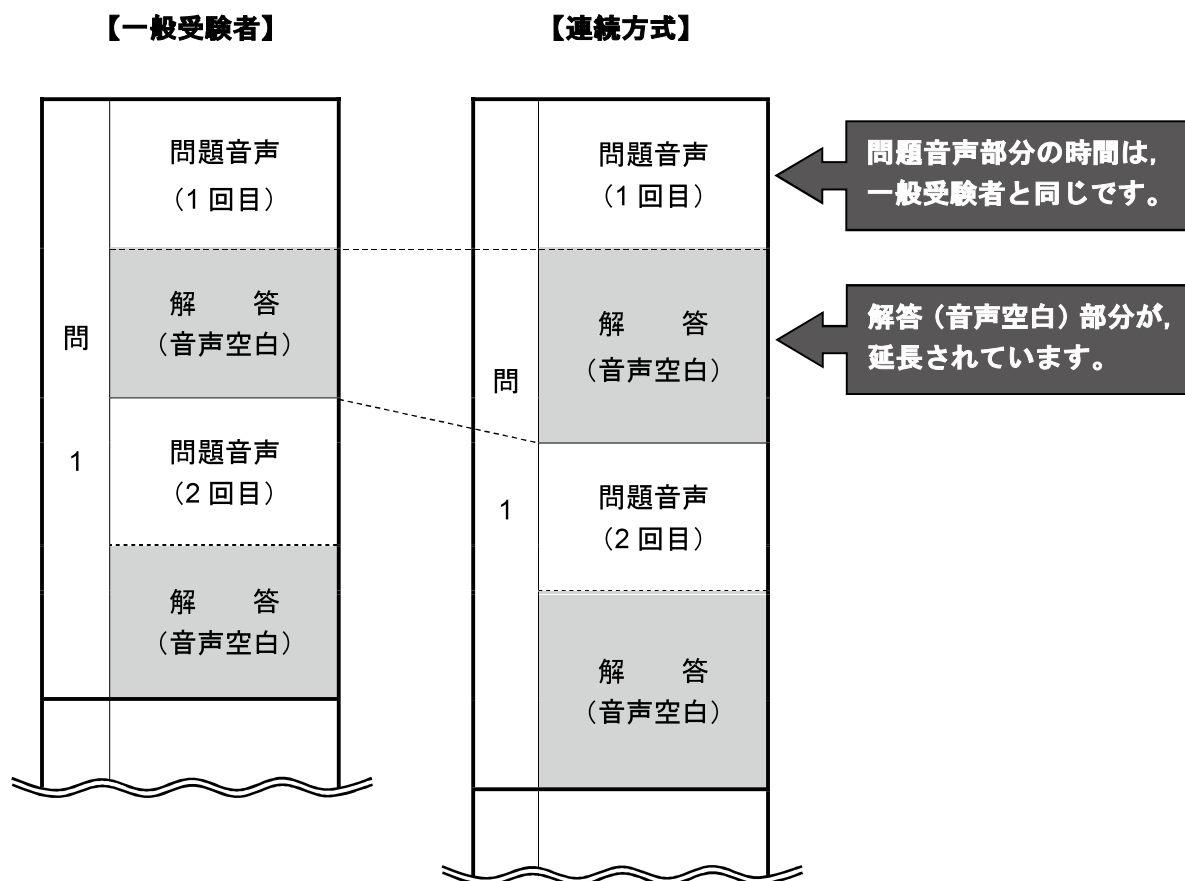 【一般受験者】
【連続方式】
問
1
問題音声
(1 回目)
解 答
(音声空白)
問題音声
(2 回目)
解 答
(音声空白)
問
1
問題音声
(1 回目)
解 答
(音声空白)
問題音声
(2 回目)
解 答
(音声空白)
問題音声部分の時間は,
一般受験者と同じです。
解答(音声空白)部分が,
延長されています。